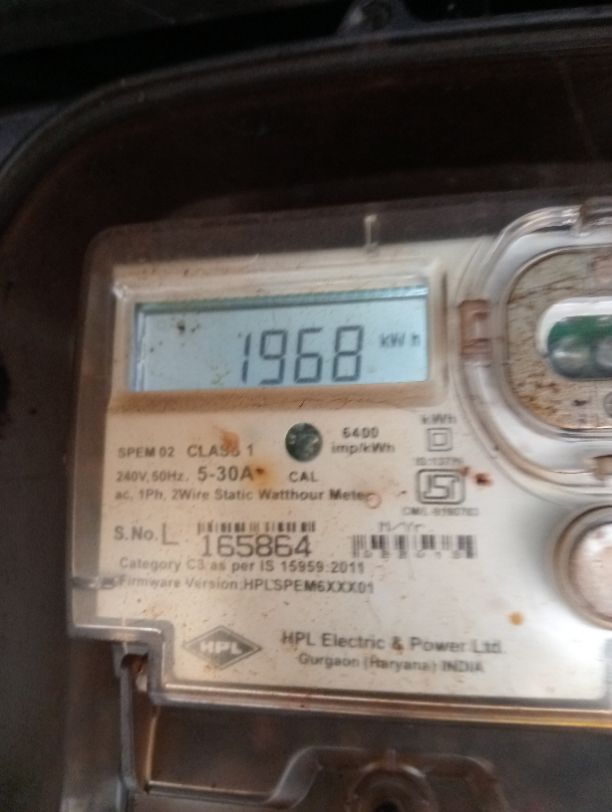 1968 kWh
SPEM 02 CLASS 1
6400
imp/kWh
kWh
240V, 50Hz. 5-30A
CAL
ac, 1Ph, 2Wire Static Watthour Meter
S.No. L 165864
M/Yr.
Category C3 as per IS 15959:2011
Firmware Version:HPLSPEM6XXX01
HPL
HPL Electric & Power Ltd.
Gurgaon (Haryana) INDIA